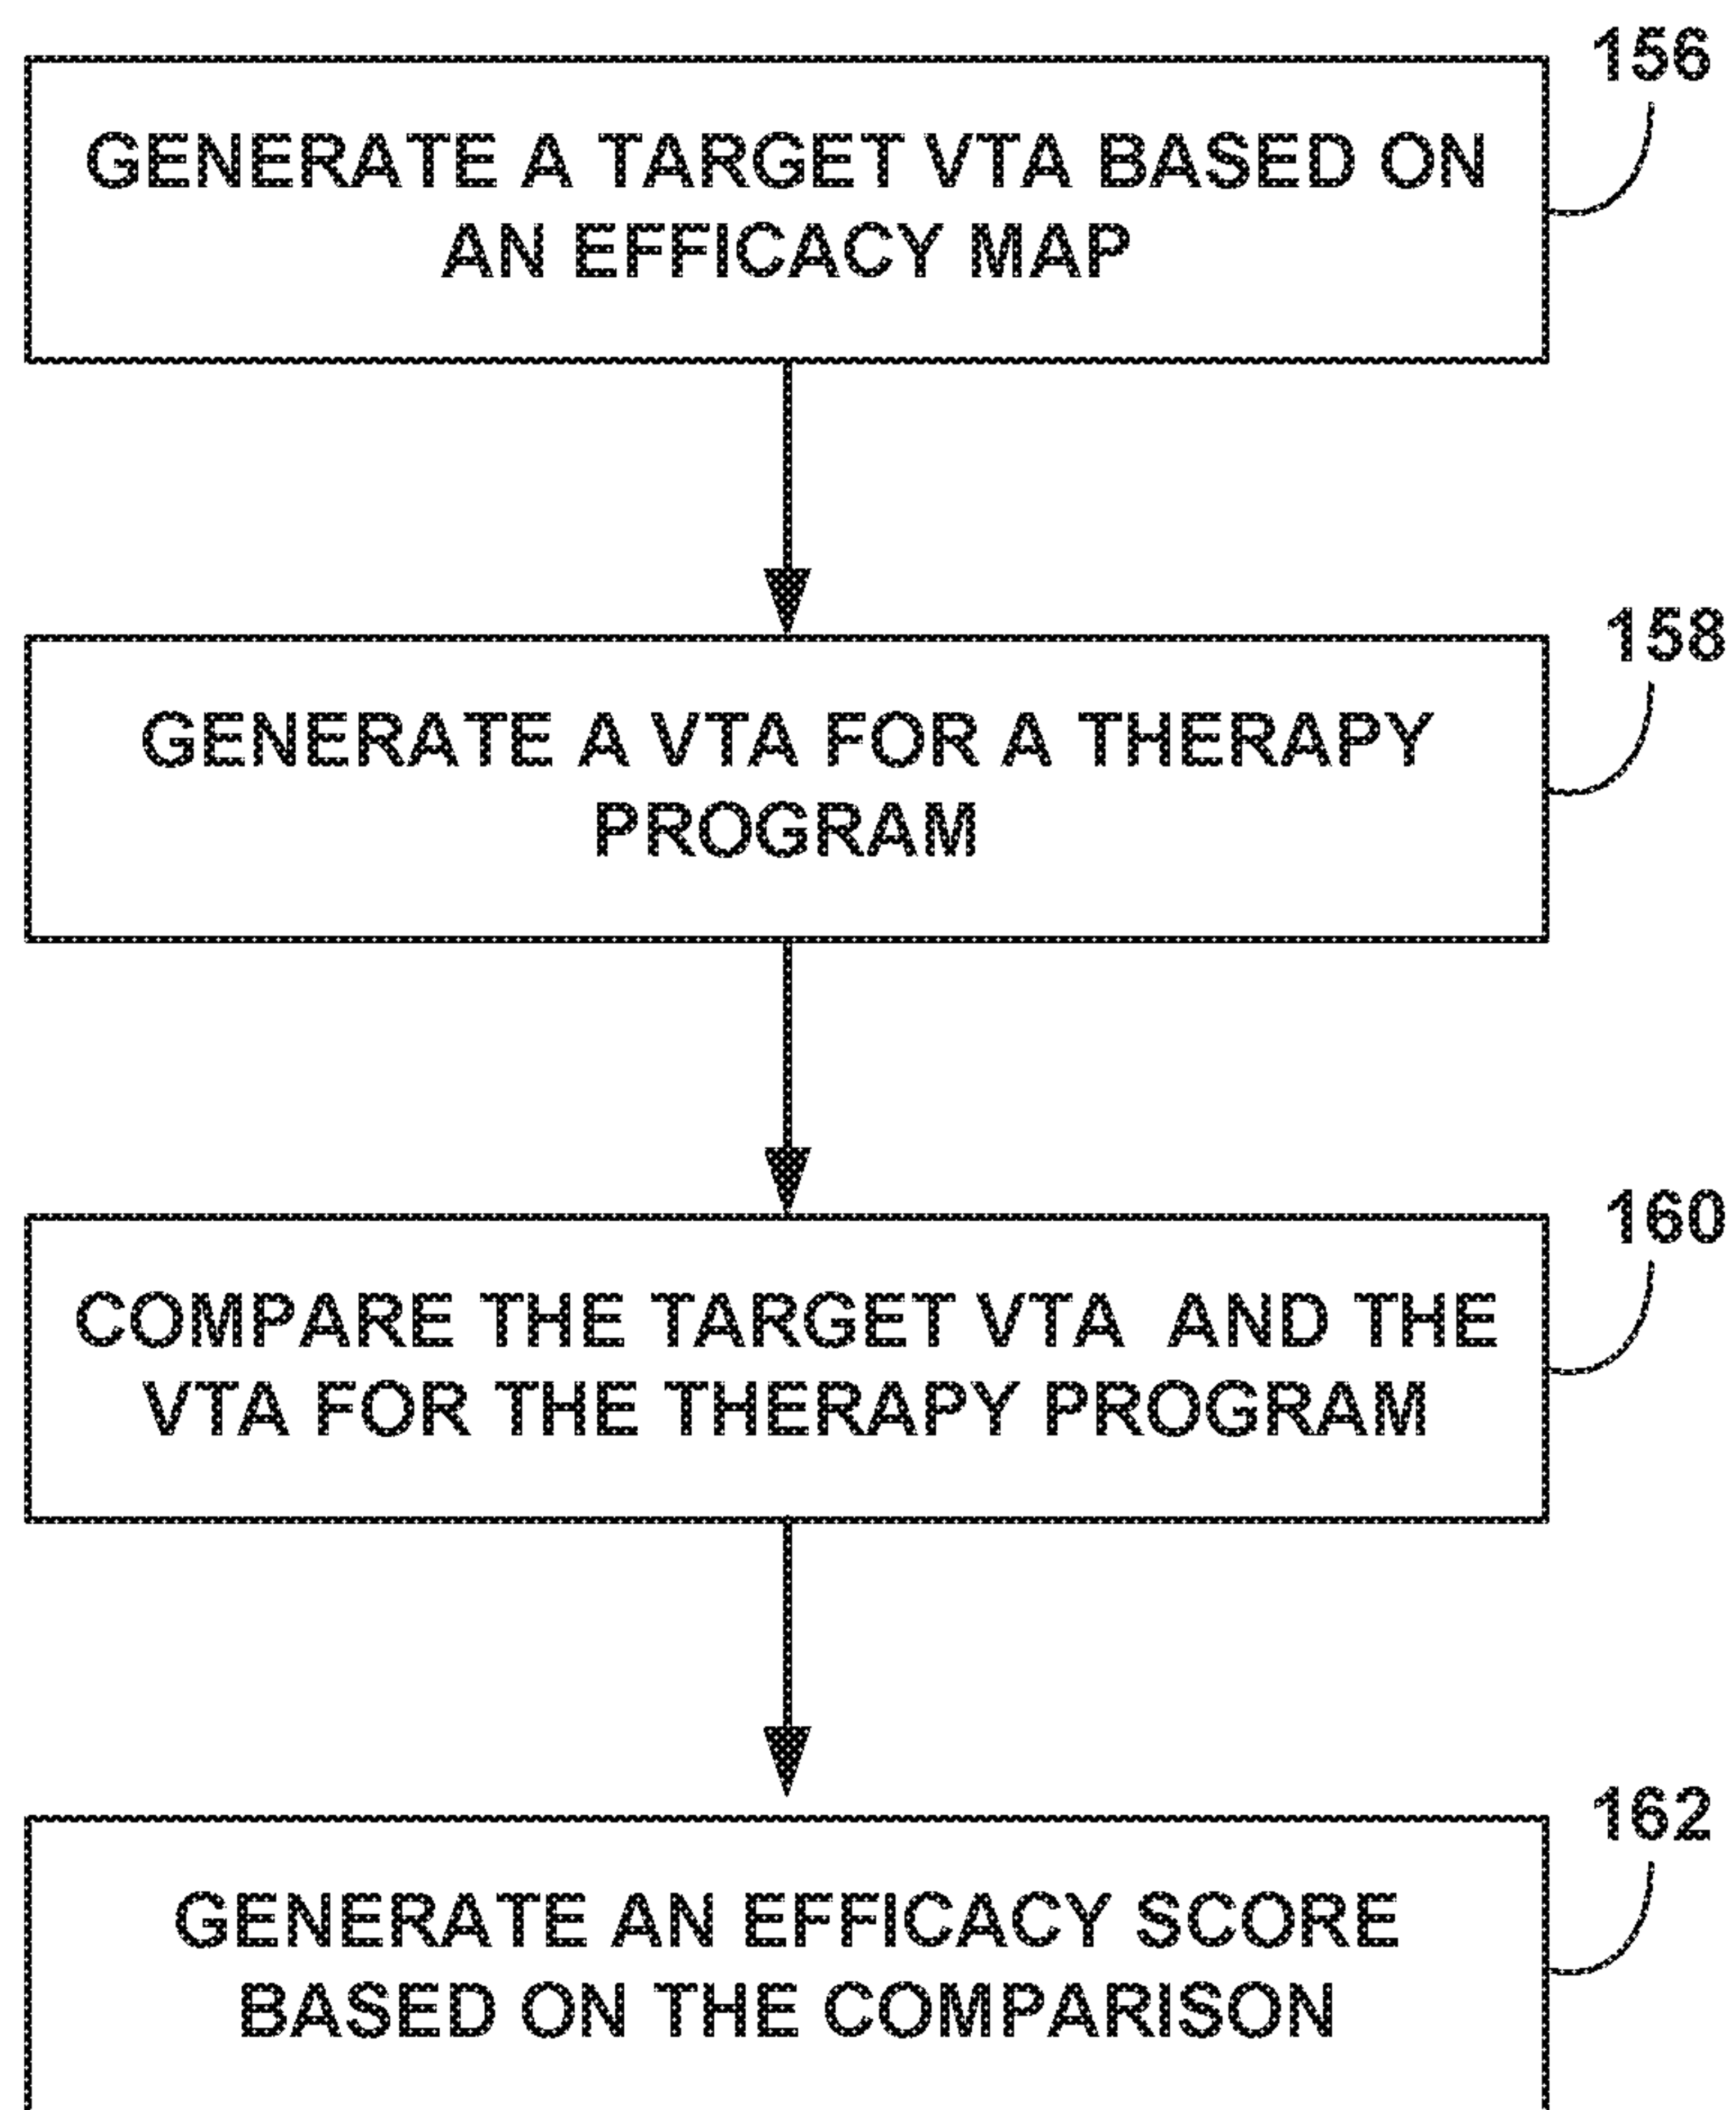 156
GENERATE A TARGET VTA BASED ON
AN EFFICACY MAP
158
GENERATE A VTA FOR A THERAPY
PROGRAM
160
COMPARE THE TARGET VTA AND THE
VTA FOR THE THERAPY PROGRAM
162
GENERATE AN EFFICACY SCORE
BASED ON THE COMPARISON